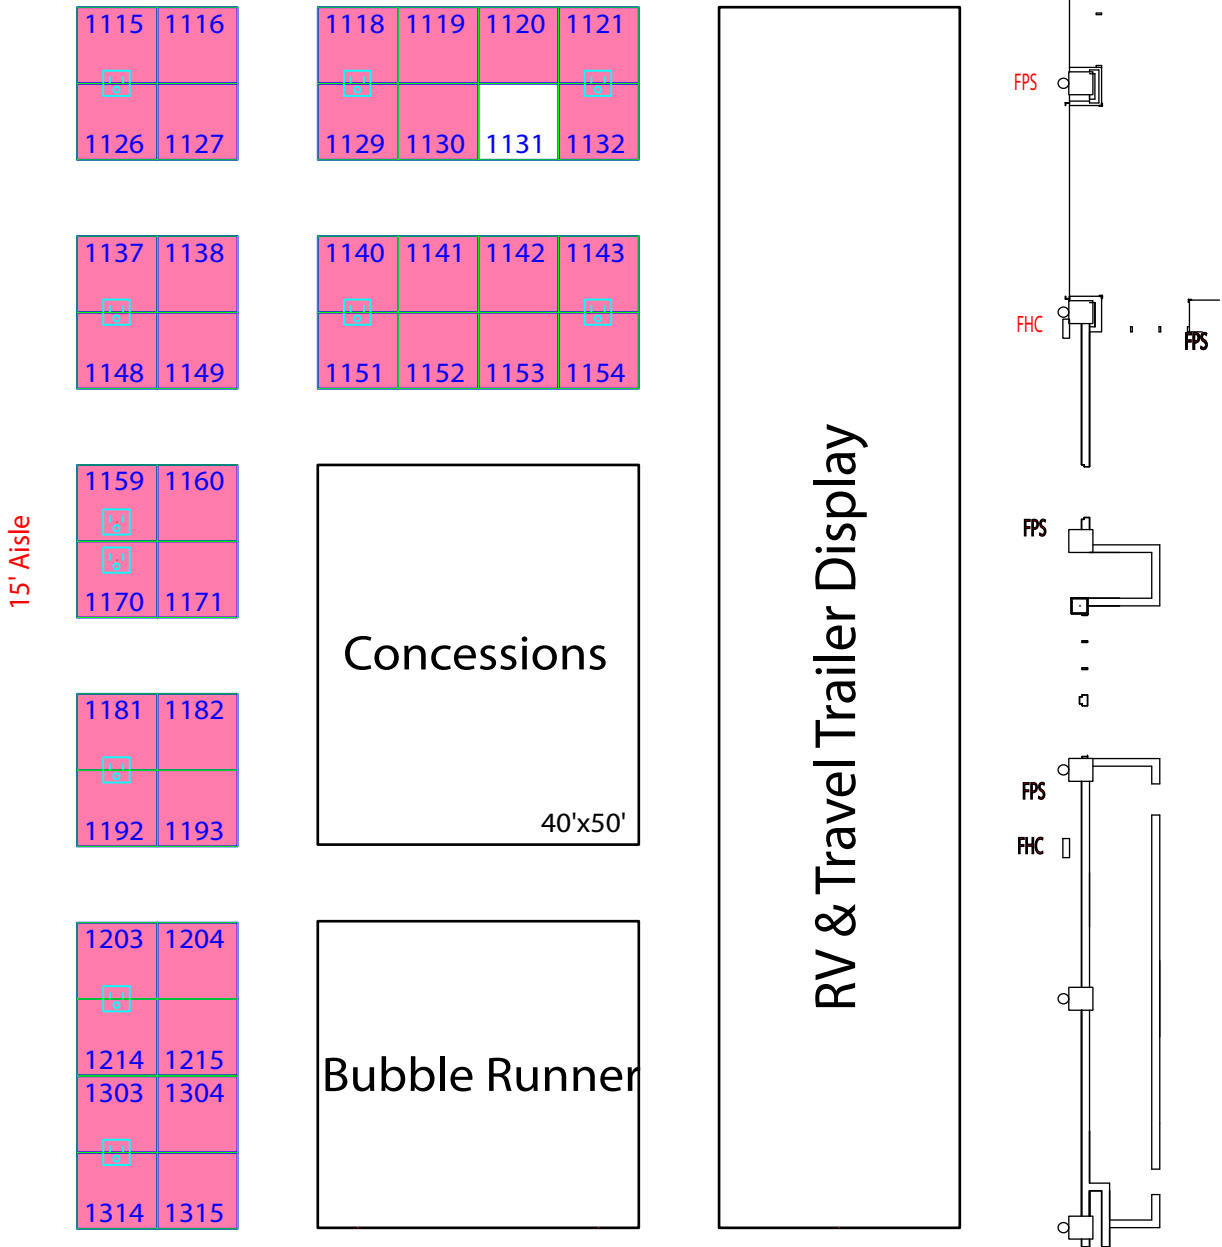 1115 1116 1118 1119 1120 1121
FPS
1126 1127 1129 1130 1131 1132
1137 1138 1140 1141 1142 1143
FHC
FPS
1148 1149 1151 1152 1153 1154
1159 1160
FPS
15' Aisle
1170 1171
Concessions
RV & Travel Trailer Display
1181 1182
FPS
40'x50'
1192 1193
FHC
1203 1204
1214 1215
Bubble Runner
1303 1304
1314 1315